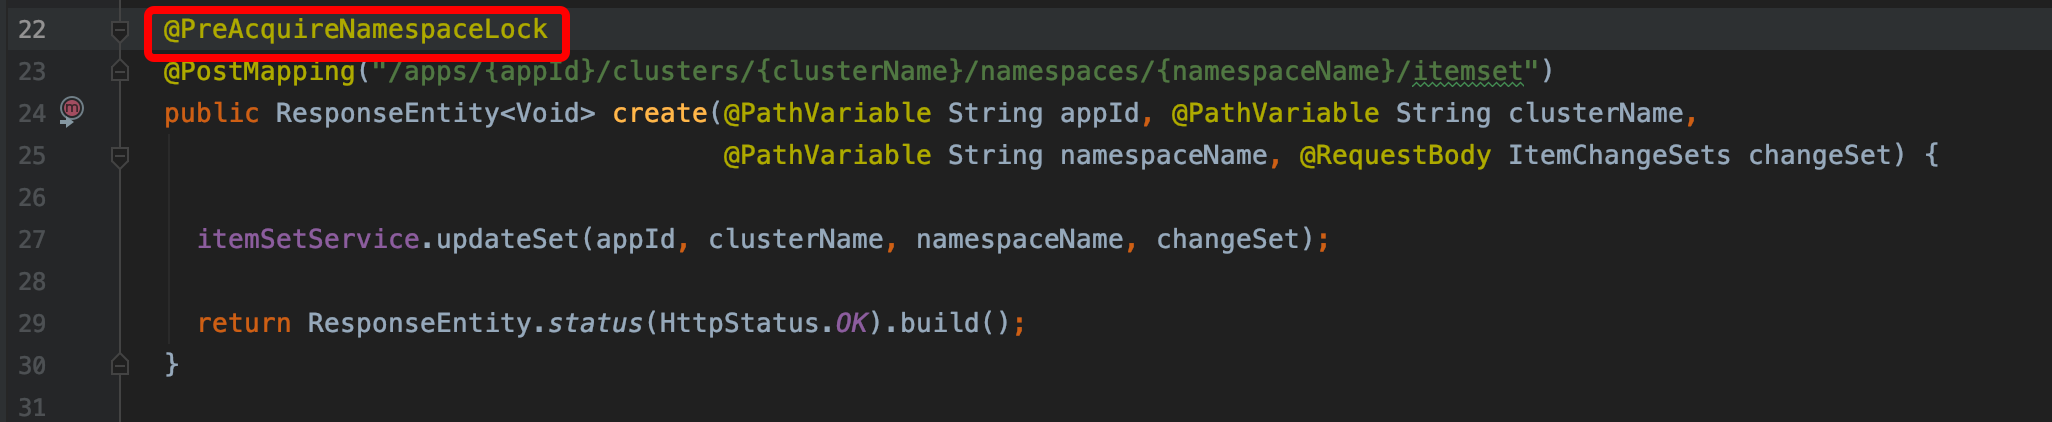 22 @PreAcquireNamespaceLock
23 @PostMapping("/apps/{appId}/clusters/{clusterName}/namespaces/{namespaceName}/itemset")
24 public ResponseEntity<Void> create(@PathVariable String appId, @PathVariable String clusterName,
25 @PathVariable String namespaceName, @RequestBody ItemChangeSets changeSet) {
26
27 itemSetService.updateSet(appId, clusterName, namespaceName, changeSet);
28
29 return ResponseEntity.status(HttpStatus.OK).build();
30 }
31